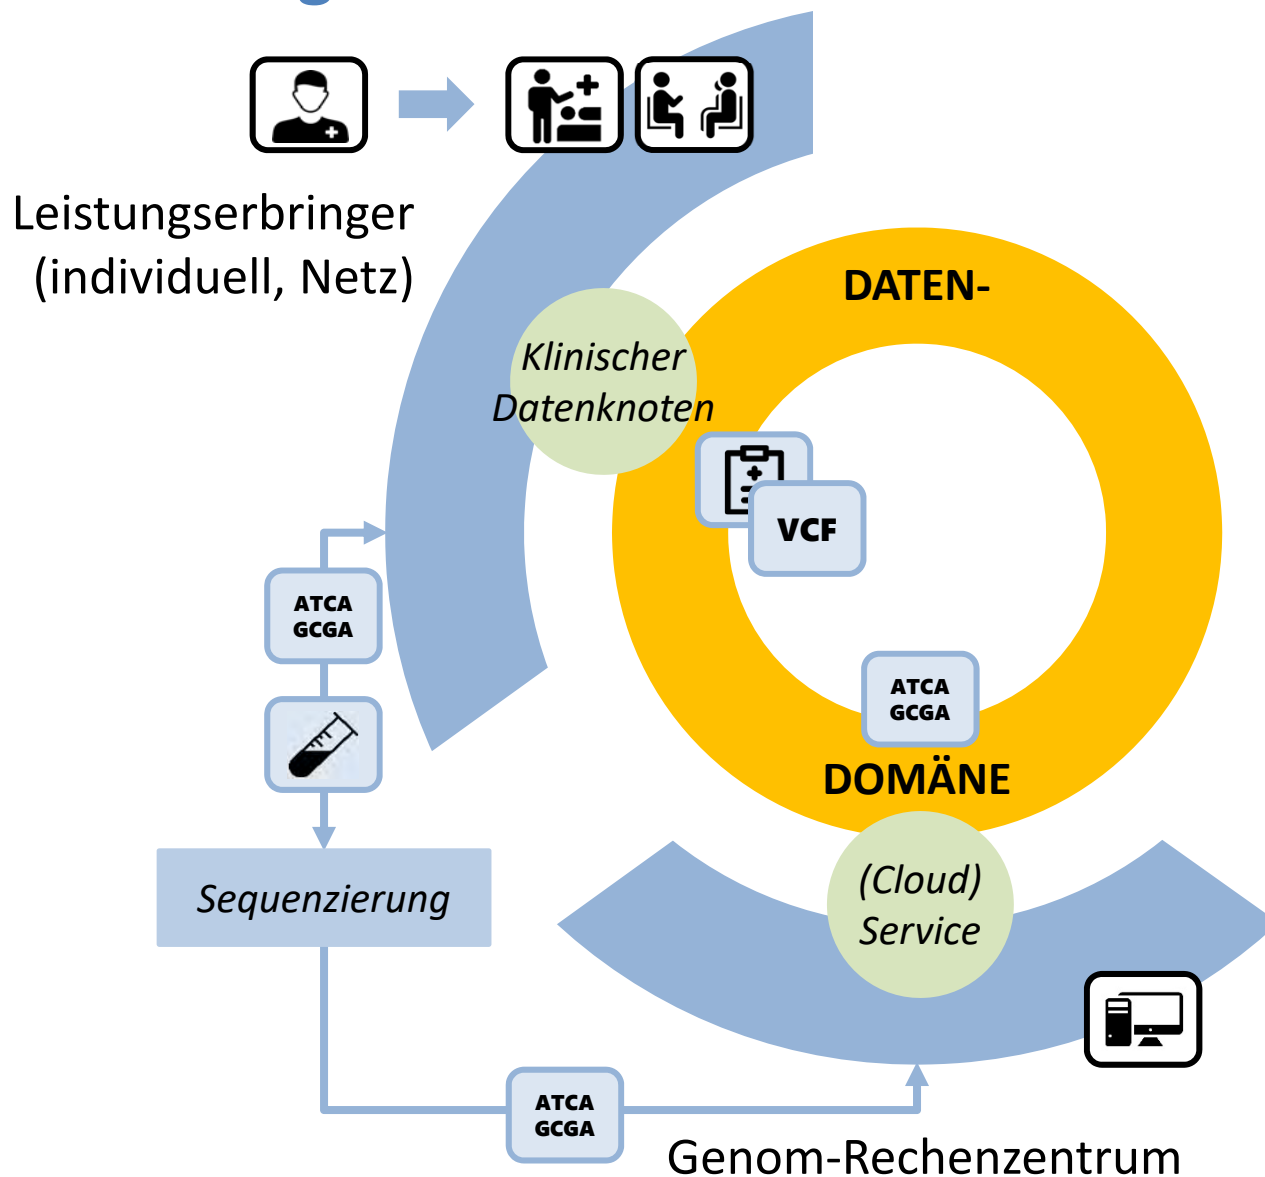 Leistungserbringer
(individuell, Netz)
DATEN-
Klinischer
Datenknoten
VCF
ATCA
GCGA
ATCA
GCGA
DOMÄNE
Sequenzierung
(Cloud)
Service
ATCA
GCGA
Genom-Rechenzentrum